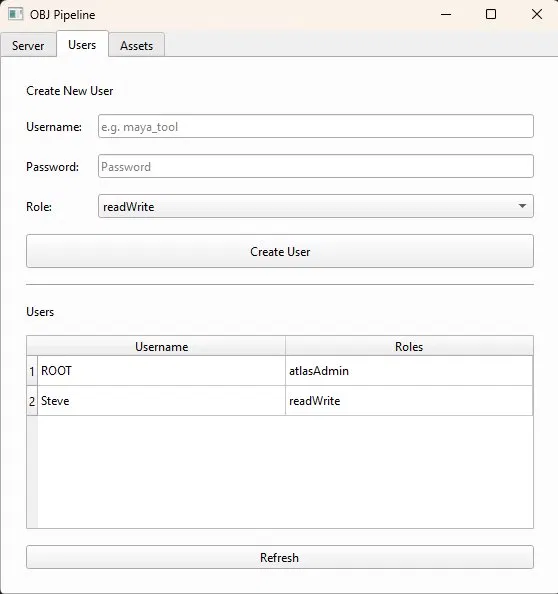 OBJ Pipeline
Server Users Assets
Create New User
Username: e.g. maya_tool
Password: Password
Role: readWrite
Create User
Users
Username Roles
1 ROOT atlasAdmin
2 Steve readWrite
Refresh